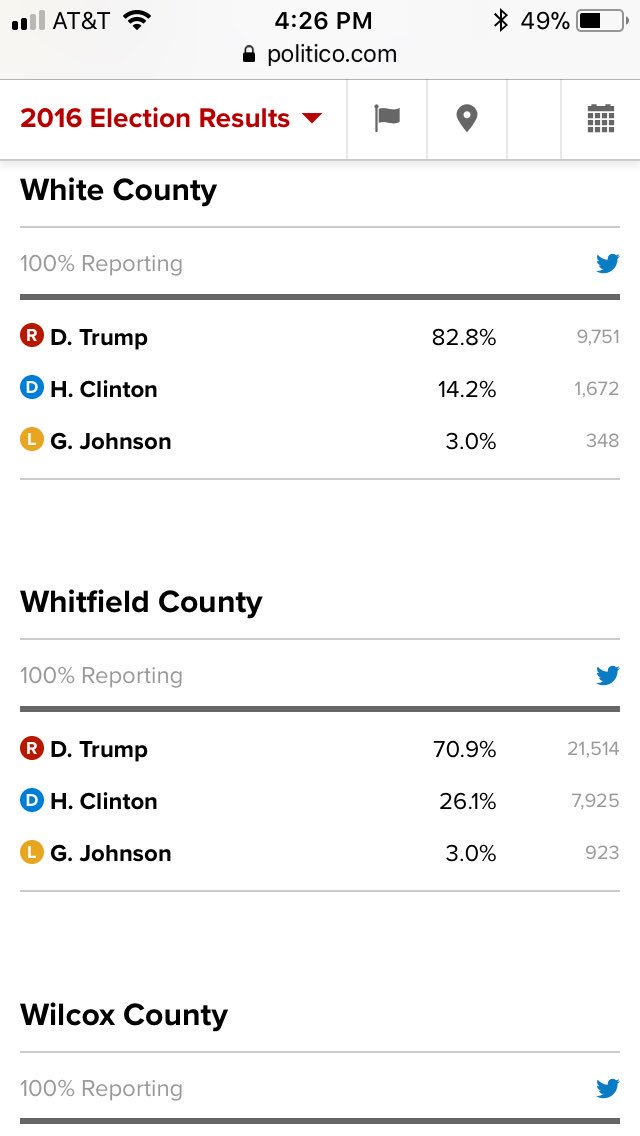 AT&T 4:26 PM 49%
politico.com
2016 Election Results
White County
100% Reporting
R D. Trump 82.8% 9,751
D H. Clinton 14.2% 1,672
L G. Johnson 3.0% 348
Whitfield County
100% Reporting
R D. Trump 70.9% 21,514
D H. Clinton 26.1% 7,925
L G. Johnson 3.0% 923
Wilcox County
100% Reporting